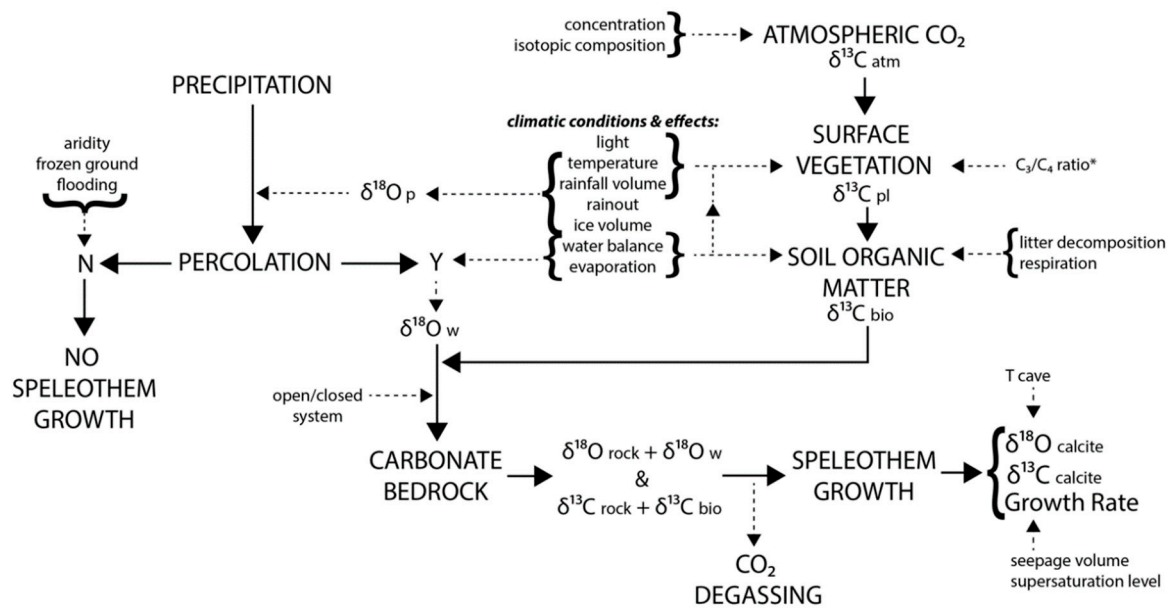 concentration
isotopic composition
ATMOSPHERIC CO₂
δ¹³C atm
PRECIPITATION
climatic conditions & effects:
light
temperature
rainfall volume
rainout
ice volume
water balance
evaporation
SURFACE
VEGETATION
δ¹³C pl
C₃/C₄ ratio*
aridity
frozen ground
flooding
δ¹⁸O p
N
PERCOLATION
Y
SOIL ORGANIC
MATTER
δ¹³C bio
litter decomposition
respiration
δ¹⁸O w
NO
SPELEOTHEM
GROWTH
open/closed
system
CARBONATE
BEDROCK
δ¹⁸O rock + δ¹⁸O w
&
δ¹³C rock + δ¹³C bio
SPELEOTHEM
GROWTH
T cave
δ¹⁸O calcite
δ¹³C calcite
Growth Rate
CO₂
DEGASSING
seepage volume
supersaturation level